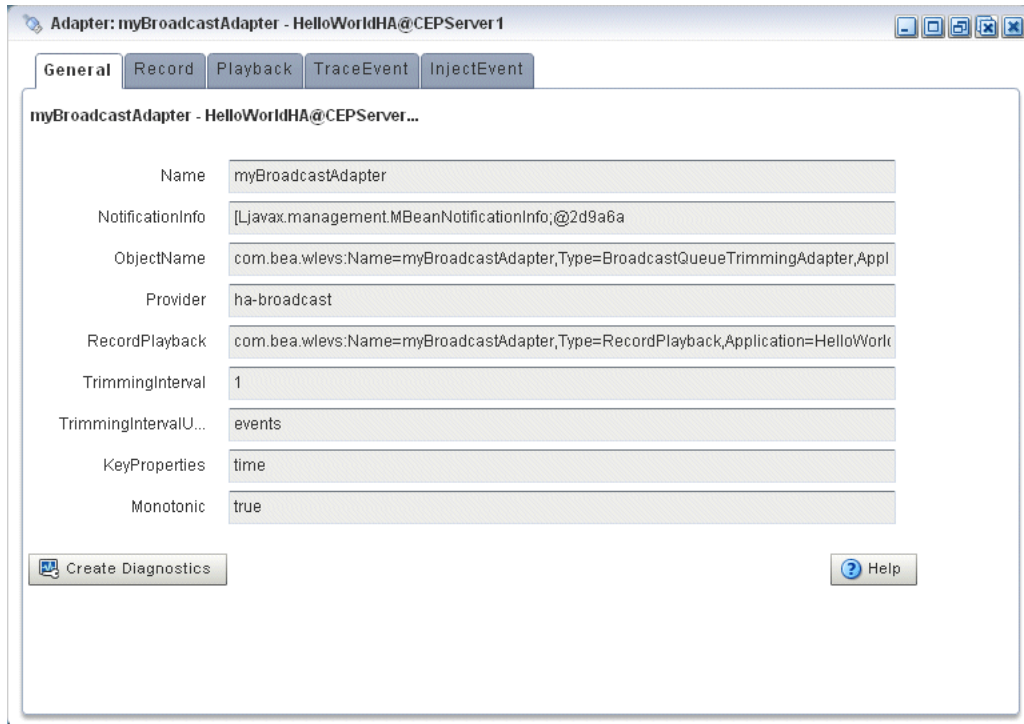 Adapter: myBroadcastAdapter - HelloWorldHA@CEPServer1
General Record Playback TraceEvent InjectEvent
myBroadcastAdapter - HelloWorldHA@CEPServer...
Name myBroadcastAdapter
NotificationInfo [Ljavax.management.MBeanNotificationInfo;@2d9a6a
ObjectName com.bea.wlevs:Name=myBroadcastAdapter,Type=BroadcastQueueTrimmingAdapter,Appl
Provider ha-broadcast
RecordPlayback com.bea.wlevs:Name=myBroadcastAdapter,Type=RecordPlayback,Application=HelloWorld
TrimmingInterval 1
TrimmingIntervalU... events
KeyProperties time
Monotonic true
Create Diagnostics Help